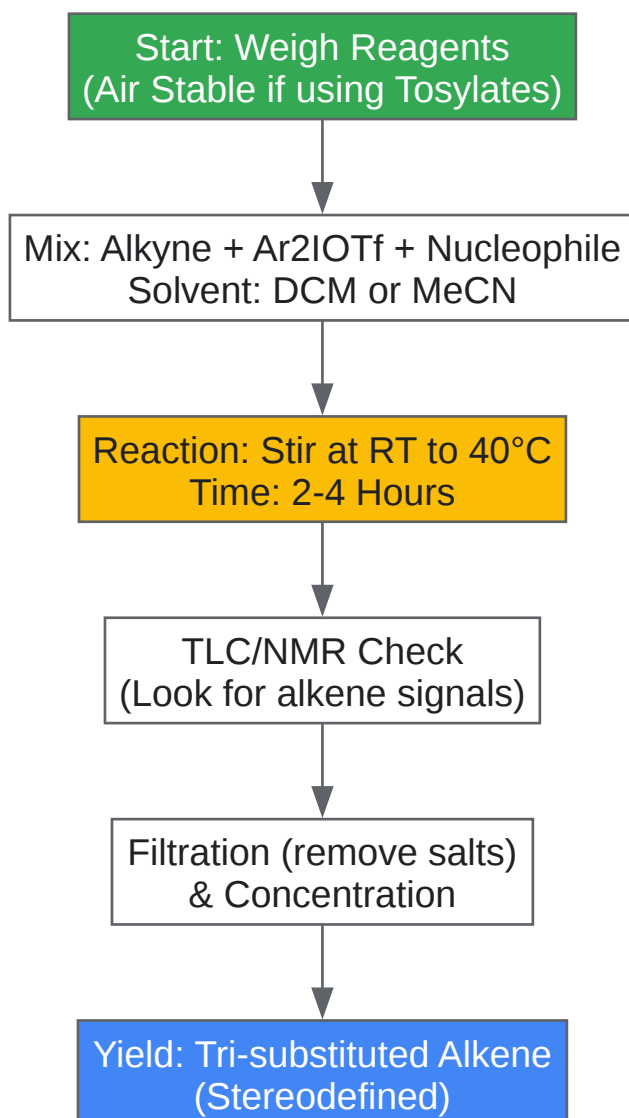 Start: Weigh Reagents
(Air Stable if using Tosylates)
Mix: Alkyne + Ar2IOTf + Nucleophile
Solvent: DCM or MeCN
Reaction: Stir at RT to 40°C
Time: 2-4 Hours
TLC/NMR Check
(Look for alkene signals)
Filtration (remove salts)
& Concentration
Yield: Tri-substituted Alkene
(Stereodefined)